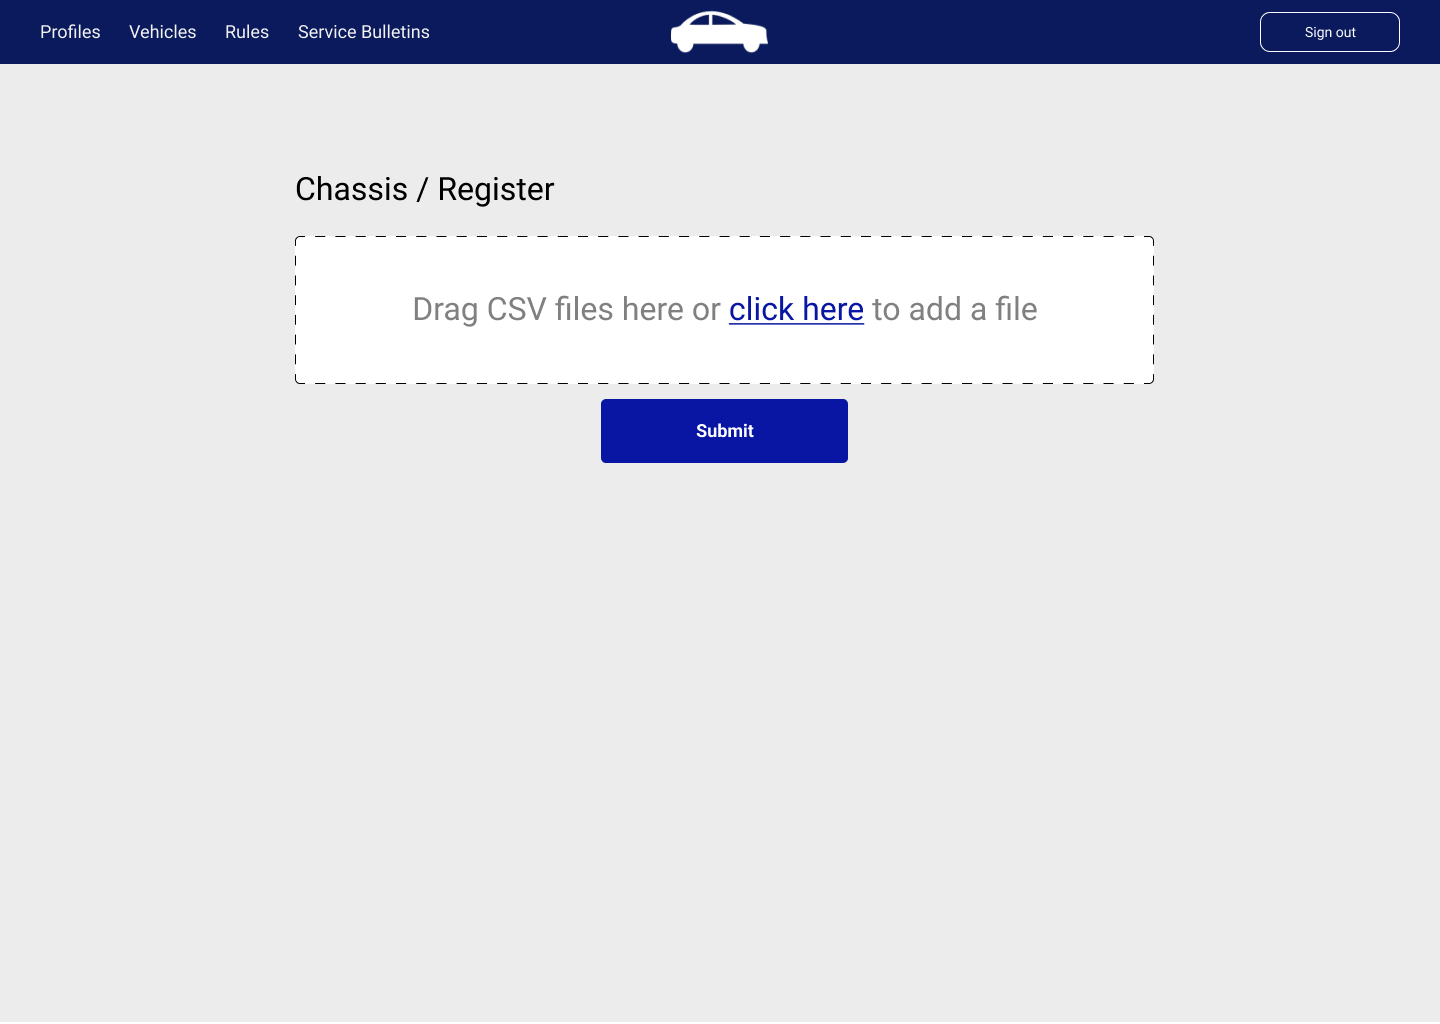 Profiles Vehicles Rules Service Bulletins Sign out
Chassis / Register
Drag CSV files here or click here to add a file
Submit